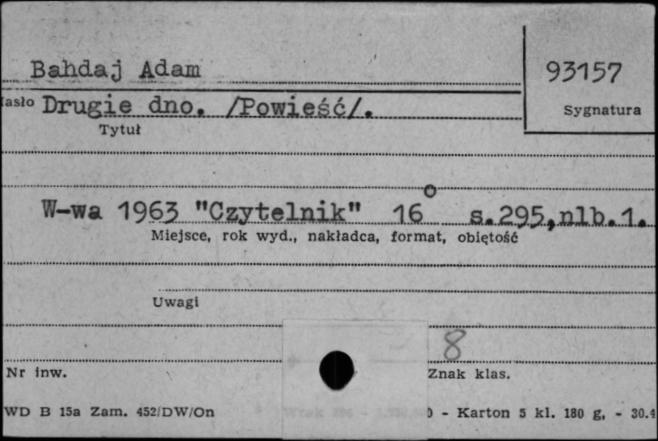 Bahdaj Adam
93157
asło Drugie dno. /Powieść/.
Sygnatura
Tytuł
W-wa 1963 "Czytelnik" 16° s.295,nlb.1.
Miejsce, rok wyd., nakładca, format, objętość
Uwagi
8
Nr inw.
Znak klas.
WD B 15a Zam. 452/DW/On - Karton 5 kl. 180 g, - 30.4